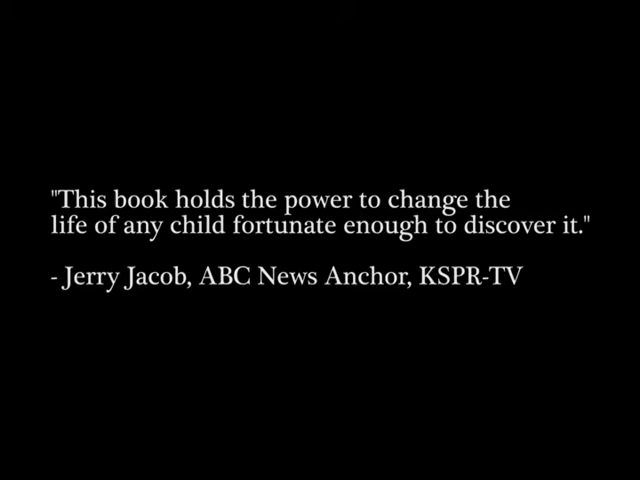 "This book holds the power to change the
life of any child fortunate enough to discover it."
- Jerry Jacob, ABC News Anchor, KSPR-TV